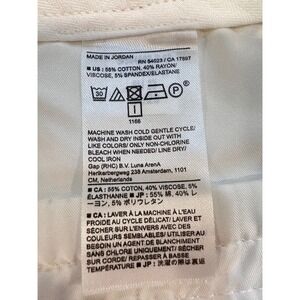 MADE IN JORDAN RN 54023 / CA 17897
■ US : 55% COTTON, 40% RAYON/
VISCOSE, 5% SPANDEX/ELASTANE
30
P
I
1166
MACHINE WASH COLD GENTLE CYCLE/
WASH AND DRY INSIDE OUT WITH
LIKE COLORS/ ONLY NON-CHLORINE
BLEACH WHEN NEEDED/ LINE DRY/
COOL IRON
Gap (RHC) B.V. Luna ArenA
Herikerbergweg 238 Amsterdam, 1101
CM, Netherlands
■ CA : 55% COTON, 40% VISCOSE, 5%
ÉLASTHANNE ■ JP : 55% 綿, 40% レ
ーヨン, 5% ポリウレタン
■ CA : LAVER À LA MACHINE À L'EAU
FROIDE AU CYCLE DÉLICAT/ LAVER
ET SÉCHER SUR L'ENVERS AVEC DES
COULEURS SEMBLABLES/ UTILISER AU
BESOIN UN AGENT DE BLANCHIMENT
SANS CHLORE UNIQUEMENT/ SÉCHER
SUR CORDE/ REPASSER À BASSE
TEMPÉRATURE ■ JP : 洗濯の際は裏返